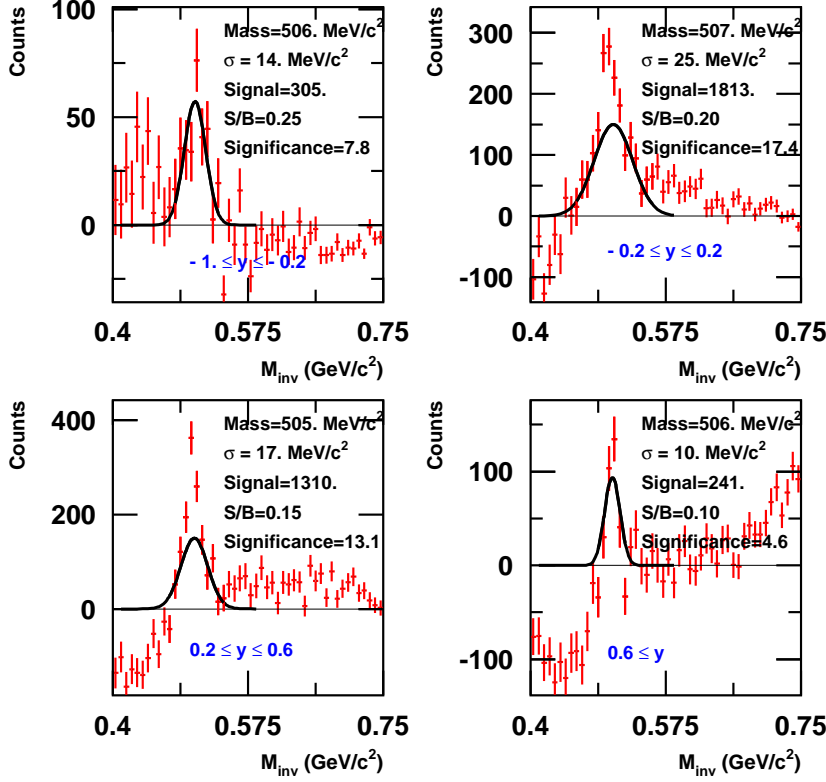 Counts
100
50
0
Mass=506. MeV/c²
σ = 14. MeV/c²
Signal=305.
S/B=0.25
Significance=7.8
- 1. ≤ y ≤ - 0.2
0.4 0.575 0.75
M_inv (GeV/c²)
Counts
300
200
100
0
-100
Mass=507. MeV/c²
σ = 25. MeV/c²
Signal=1813.
S/B=0.20
Significance=17.4
- 0.2 ≤ y ≤ 0.2
0.4 0.575 0.75
M_inv (GeV/c²)
Counts
400
200
0
Mass=505. MeV/c²
σ = 17. MeV/c²
Signal=1310.
S/B=0.15
Significance=13.1
0.2 ≤ y ≤ 0.6
0.4 0.575 0.75
M_inv (GeV/c²)
Counts
100
0
-100
Mass=506. MeV/c²
σ = 10. MeV/c²
Signal=241.
S/B=0.10
Significance=4.6
0.6 ≤ y
0.4 0.575 0.75
M_inv (GeV/c²)